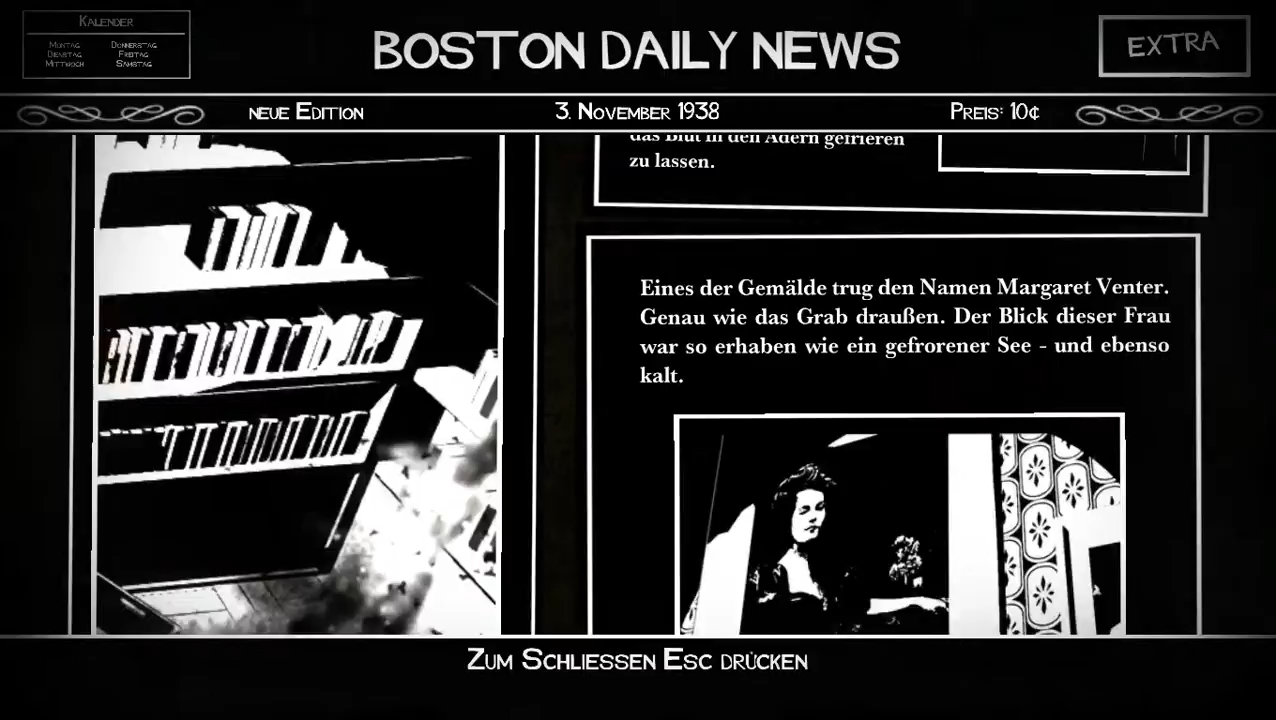 KALENDER
MONTAG DONNERSTAG
DIENSTAG FREITAG
MITTWOCH SAMSTAG
BOSTON DAILY NEWS
EXTRA
NEUE EDITION 3. NOVEMBER 1938 PREIS: 10¢
das Blut in den Adern gefrieren
zu lassen.
Eines der Gemälde trug den Namen Margaret Venter.
Genau wie das Grab draußen. Der Blick dieser Frau
war so erhaben wie ein gefrorener See - und ebenso
kalt.
ZUM SCHLIESSEN ESC DRÜCKEN